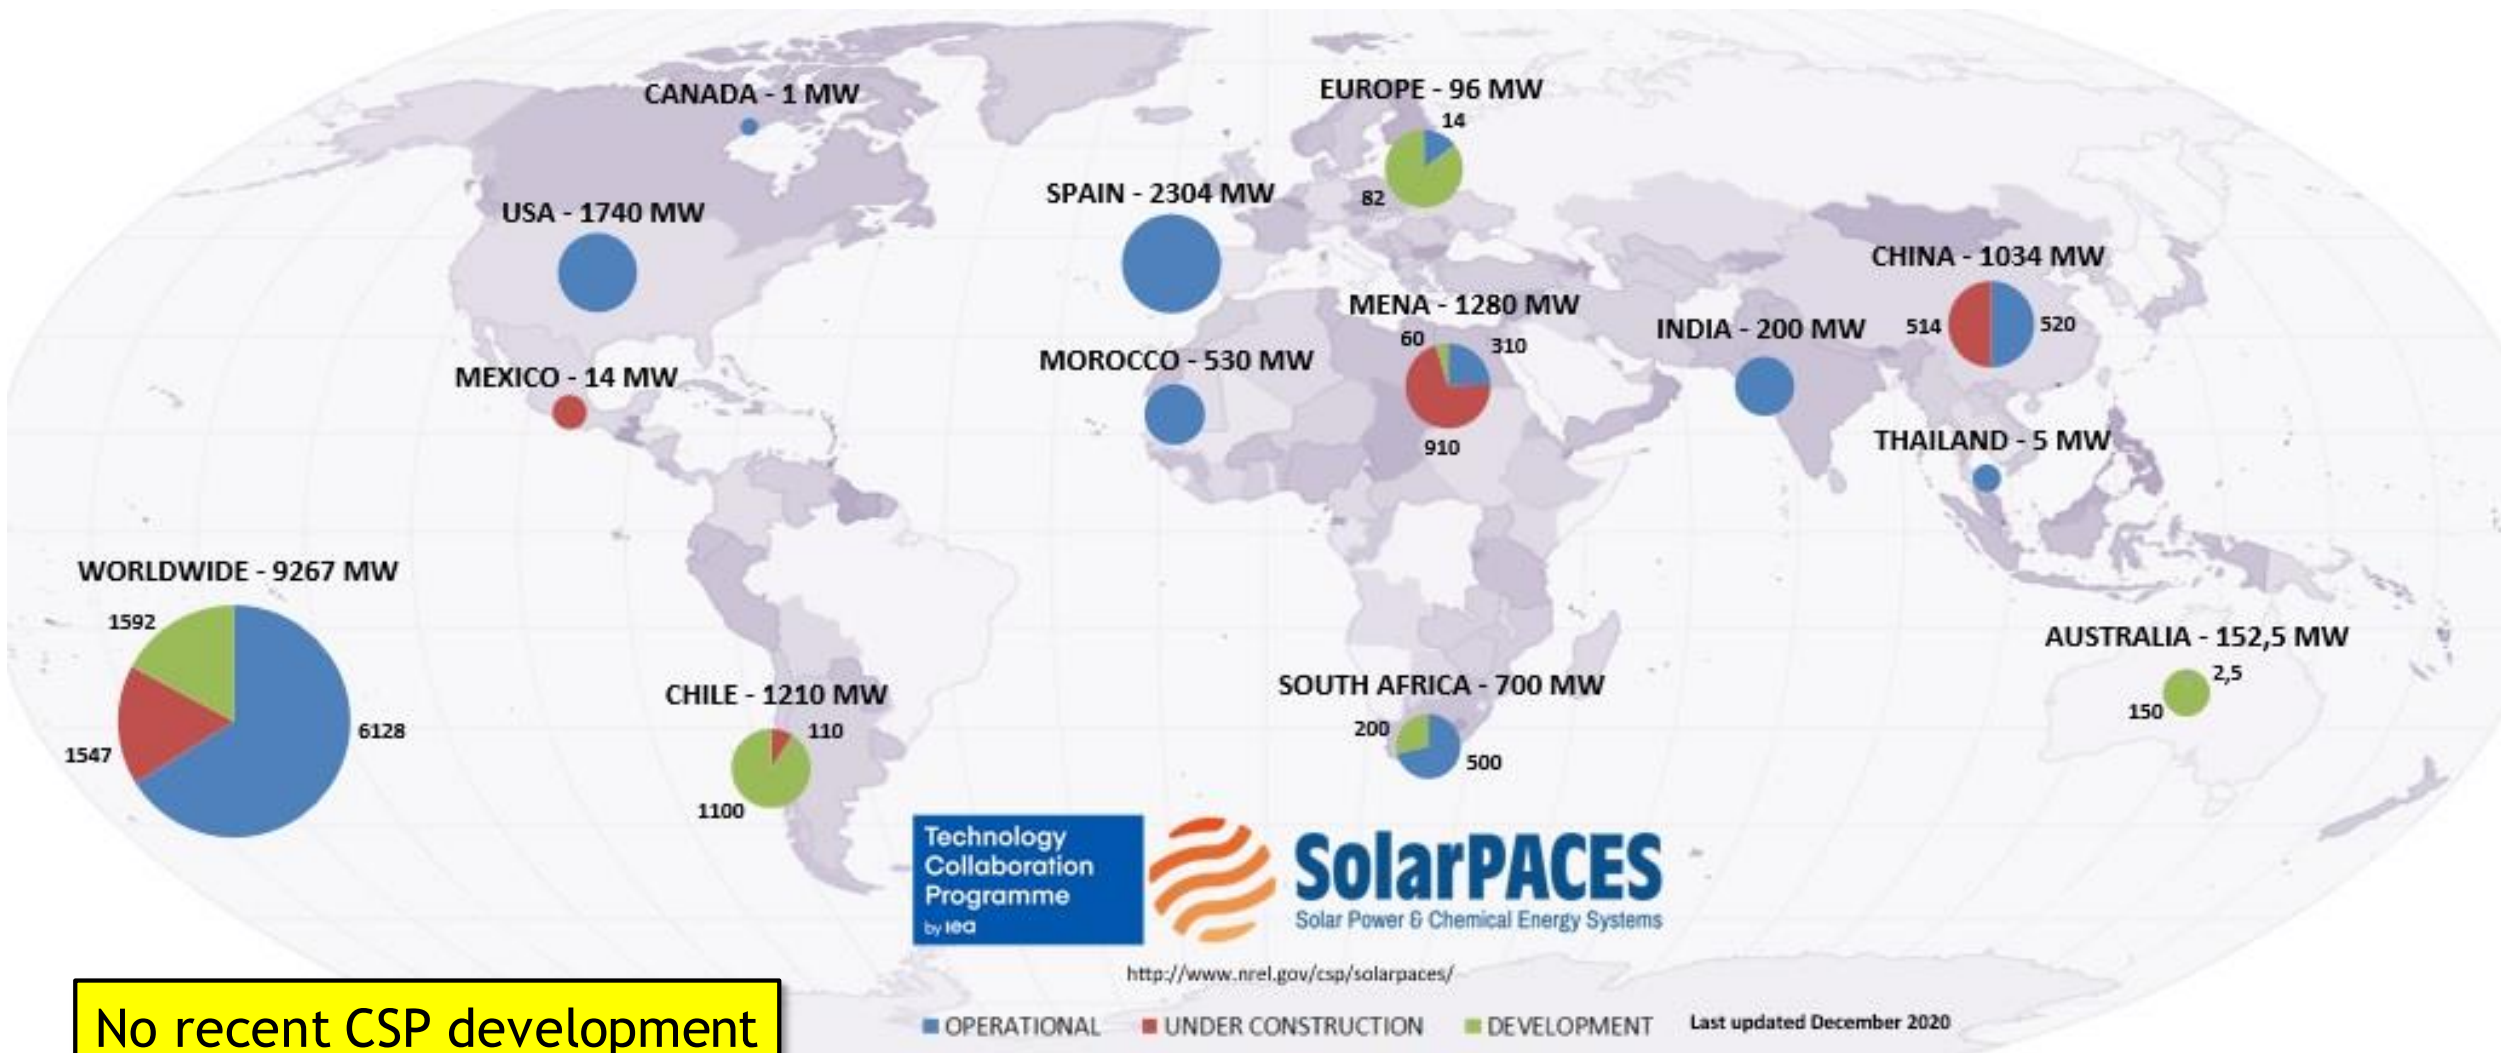 CANADA - 1 MW
EUROPE - 96 MW
14
82
USA - 1740 MW
SPAIN - 2304 MW
CHINA - 1034 MW
514
520
MENA - 1280 MW
60
310
910
INDIA - 200 MW
MOROCCO - 530 MW
MEXICO - 14 MW
THAILAND - 5 MW
WORLDWIDE - 9267 MW
1592
6128
1547
AUSTRALIA - 152,5 MW
2,5
150
CHILE - 1210 MW
110
1100
SOUTH AFRICA - 700 MW
200
500
Technology
Collaboration
Programme
by iea
SolarPACES
Solar Power & Chemical Energy Systems
http://www.nrel.gov/csp/solarpaces/
No recent CSP development
OPERATIONAL
UNDER CONSTRUCTION
DEVELOPMENT
Last updated December 2020